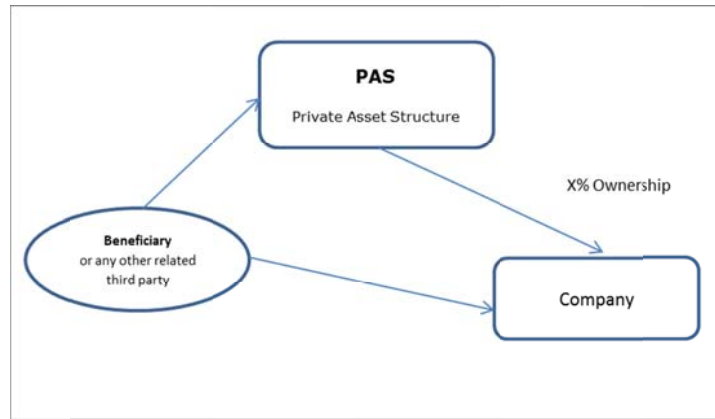 PAS
Private Asset Structure
X% Ownership
Beneficiary
or any other related
third party
Company